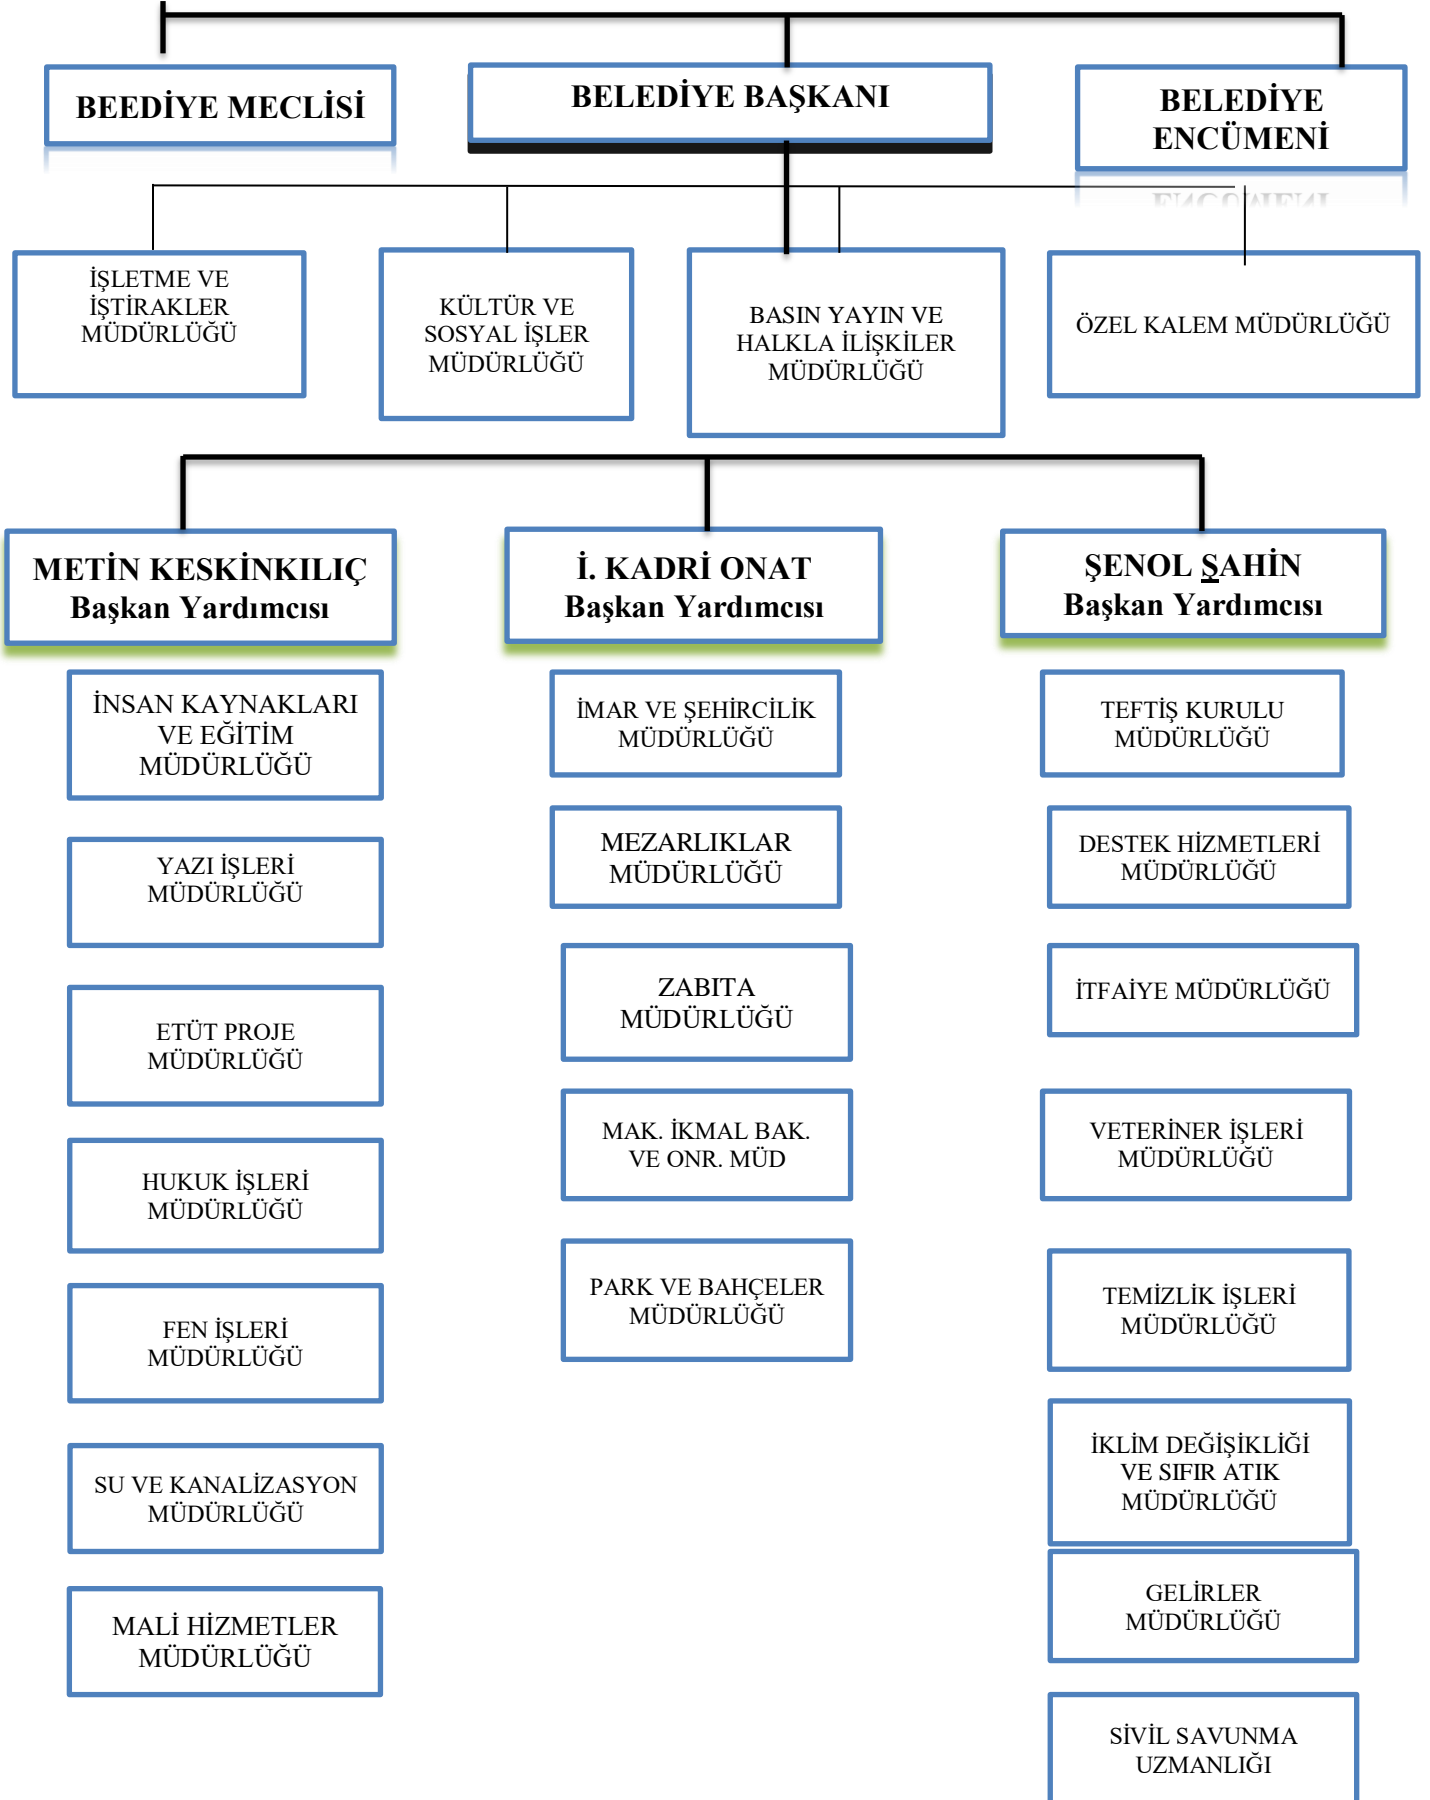 BEEDİYE MECLİSİ
BELEDİYE BAŞKANI
BELEDİYE
ENCÜMENİ
İŞLETME VE
İŞTİRAKLER
MÜDÜRLÜĞÜ
KÜLTÜR VE
SOSYAL İŞLER
MÜDÜRLÜĞÜ
BASIN YAYIN VE
HALKLA İLİŞKİLER
MÜDÜRLÜĞÜ
ÖZEL KALEM MÜDÜRLÜĞÜ
METİN KESKİNKILIÇ
Başkan Yardımcısı
İ. KADRİ ONAT
Başkan Yardımcısı
ŞENOL ŞAHİN
Başkan Yardımcısı
İNSAN KAYNAKLARI
VE EĞİTİM
MÜDÜRLÜĞÜ
YAZI İŞLERİ
MÜDÜRLÜĞÜ
ETÜT PROJE
MÜDÜRLÜĞÜ
HUKUK İŞLERİ
MÜDÜRLÜĞÜ
FEN İŞLERİ
MÜDÜRLÜĞÜ
SU VE KANALİZASYON
MÜDÜRLÜĞÜ
MALİ HİZMETLER
MÜDÜRLÜĞÜ
İMAR VE ŞEHİRCİLİK
MÜDÜRLÜĞÜ
MEZARLIKLAR
MÜDÜRLÜĞÜ
ZABITA
MÜDÜRLÜĞÜ
MAK. İKMAL BAK.
VE ONR. MÜD
PARK VE BAHÇELER
MÜDÜRLÜĞÜ
TEFTİŞ KURULU
MÜDÜRLÜĞÜ
DESTEK HİZMETLERİ
MÜDÜRLÜĞÜ
İTFAİYE MÜDÜRLÜĞÜ
VETERİNER İŞLERİ
MÜDÜRLÜĞÜ
TEMİZLİK İŞLERİ
MÜDÜRLÜĞÜ
İKLİM DEĞİŞİKLİĞİ
VE SIFIR ATIK
MÜDÜRLÜĞÜ
GELİRLER
MÜDÜRLÜĞÜ
SİVİL SAVUNMA
UZMANLIĞI